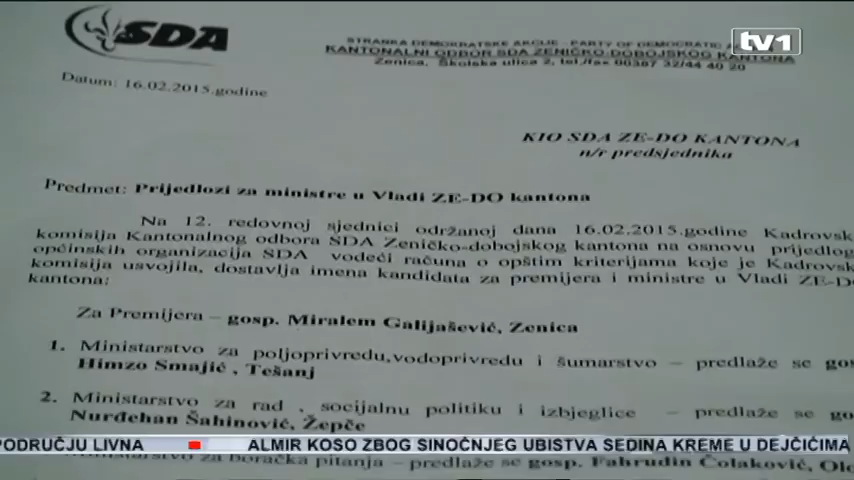 SDA
tv1
STRANKA DEMOKRATSKE AKCIJE - PARTY OF DEMOCRATIC
KANTONALNI ODBOR SDA ZENIČKO-DOBOJSKOG KANTONA
Zenica, Školska ulica 2, tel./fax 00387 32/44 40 20
Datum: 16.02.2015.godine
KIO SDA ZE-DO KANTONA
n/r predsjednika
Predmet: Prijedlozi za ministre u Vladi ZE-DO kantona
Na 12. redovnoj sjednici održanoj dana 16.02.2015.godine Kadrovsk
komisija Kantonalnog odbora SDA Zeničko-dobojskog kantona na osnovu prijedlog
općinskih organizacija SDA vodeći računa o opštim kriterijama koje je Kadrovsk
komisija usvojila, dostavlja imena kandidata za premijera i ministre u Vladi ZE-DO
kantona:
Za Premijera – gosp. Miralem Galijašević, Zenica
1. Ministarstvo za poljoprivredu,vodoprivredu i šumarstvo – predlaže se gos
Himzo Smajić , Tešanj
2. Ministarstvo za rad , socijalnu politiku i izbjeglice – predlaže se go
Nurđehan Šahinović, Žepče
PODRUČJU LIVNA ALMIR KOSO ZBOG SINOĆNJEG UBISTVA SEDINA KREME U DEJČIĆIMA
Ministarstvo za boračka pitanja – predlaže se gosp. Fahrudin Čolaković, Olo